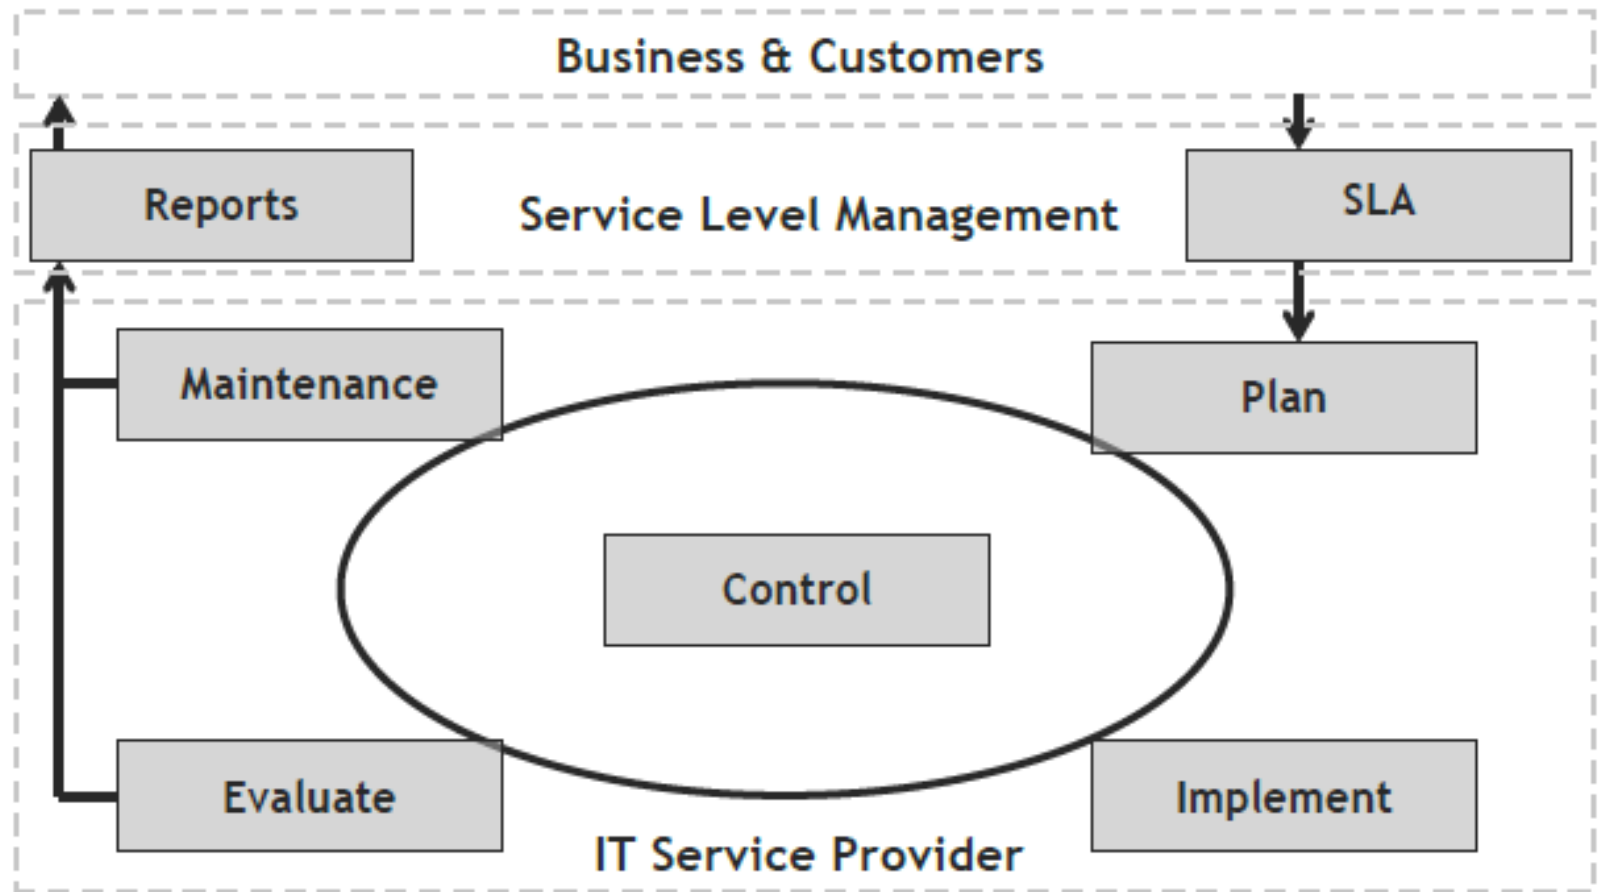 Business & Customers
Reports
Service Level Management
SLA
Maintenance
Plan
Control
Evaluate
Implement
IT Service Provider